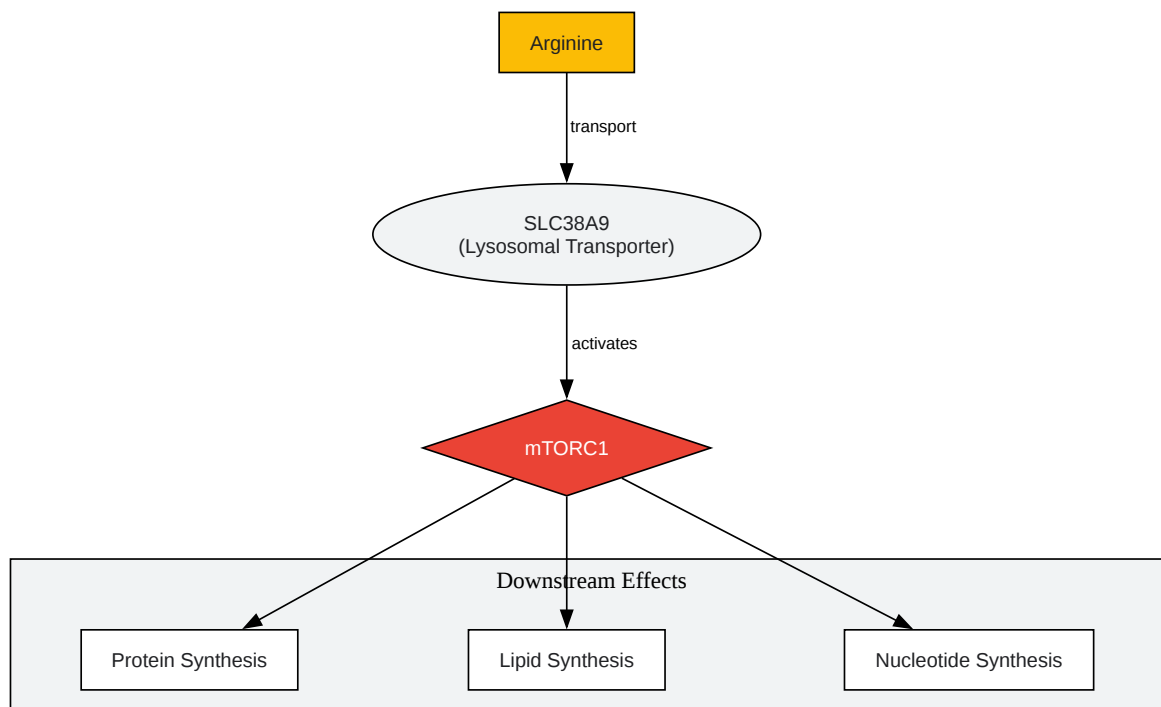 Arginine
transport
SLC38A9
(Lysosomal Transporter)
activates
mTORC1
Downstream Effects
Protein Synthesis
Lipid Synthesis
Nucleotide Synthesis